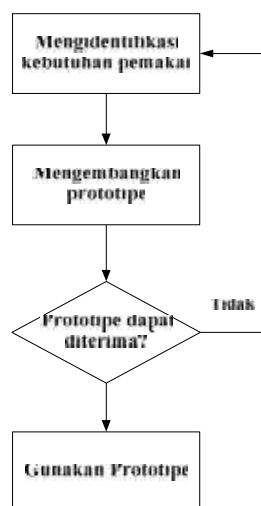 Mengidentifikasi
kebutuhan pemakai
Mengembangkan
prototipe
Tidak
Prototipe dapat
diterima?
Gunakan Prototipe